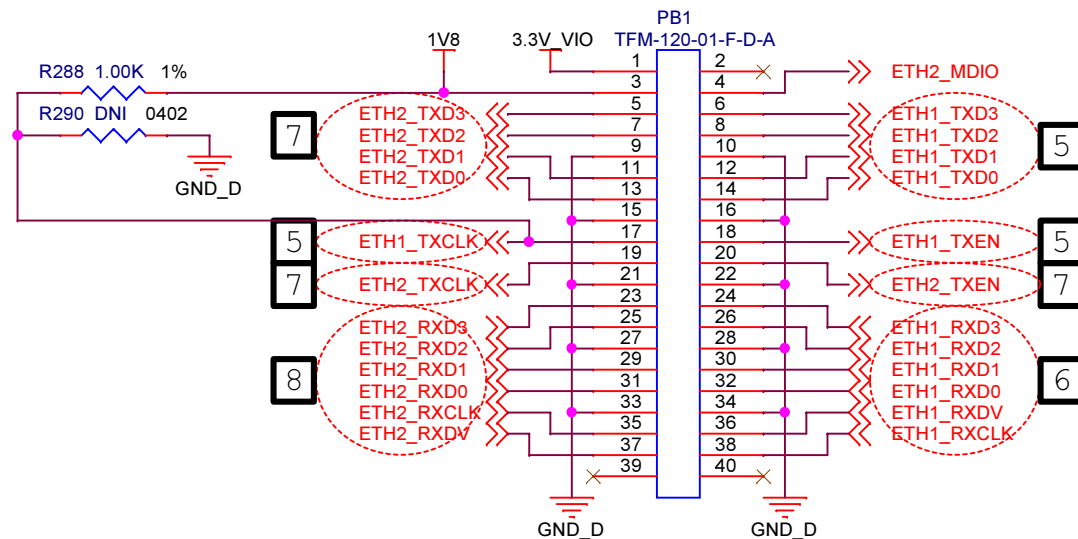 PB1
1V8 3.3V_VIO TFM-120-01-F-D-A
R288 1.00K 1%
R290 DNI 0402
GND_D
1 2
3 4 ETH2_MDIO
7 ETH2_TXD3 5 6 ETH1_TXD3 5
ETH2_TXD2 7 8 ETH1_TXD2
ETH2_TXD1 9 10 ETH1_TXD1
ETH2_TXD0 11 12 ETH1_TXD0
13 14
15 16
5 ETH1_TXCLK 17 18 ETH1_TXEN 5
19 20
7 ETH2_TXCLK 21 22 ETH2_TXEN 7
23 24
ETH2_RXD3 25 26 ETH1_RXD3
ETH2_RXD2 27 28 ETH1_RXD2
8 ETH2_RXD1 29 30 ETH1_RXD1 6
ETH2_RXD0 31 32 ETH1_RXD0
ETH2_RXCLK 33 34 ETH1_RXDV
ETH2_RXDV 35 36 ETH1_RXCLK
37 38
39 40
GND_D GND_D